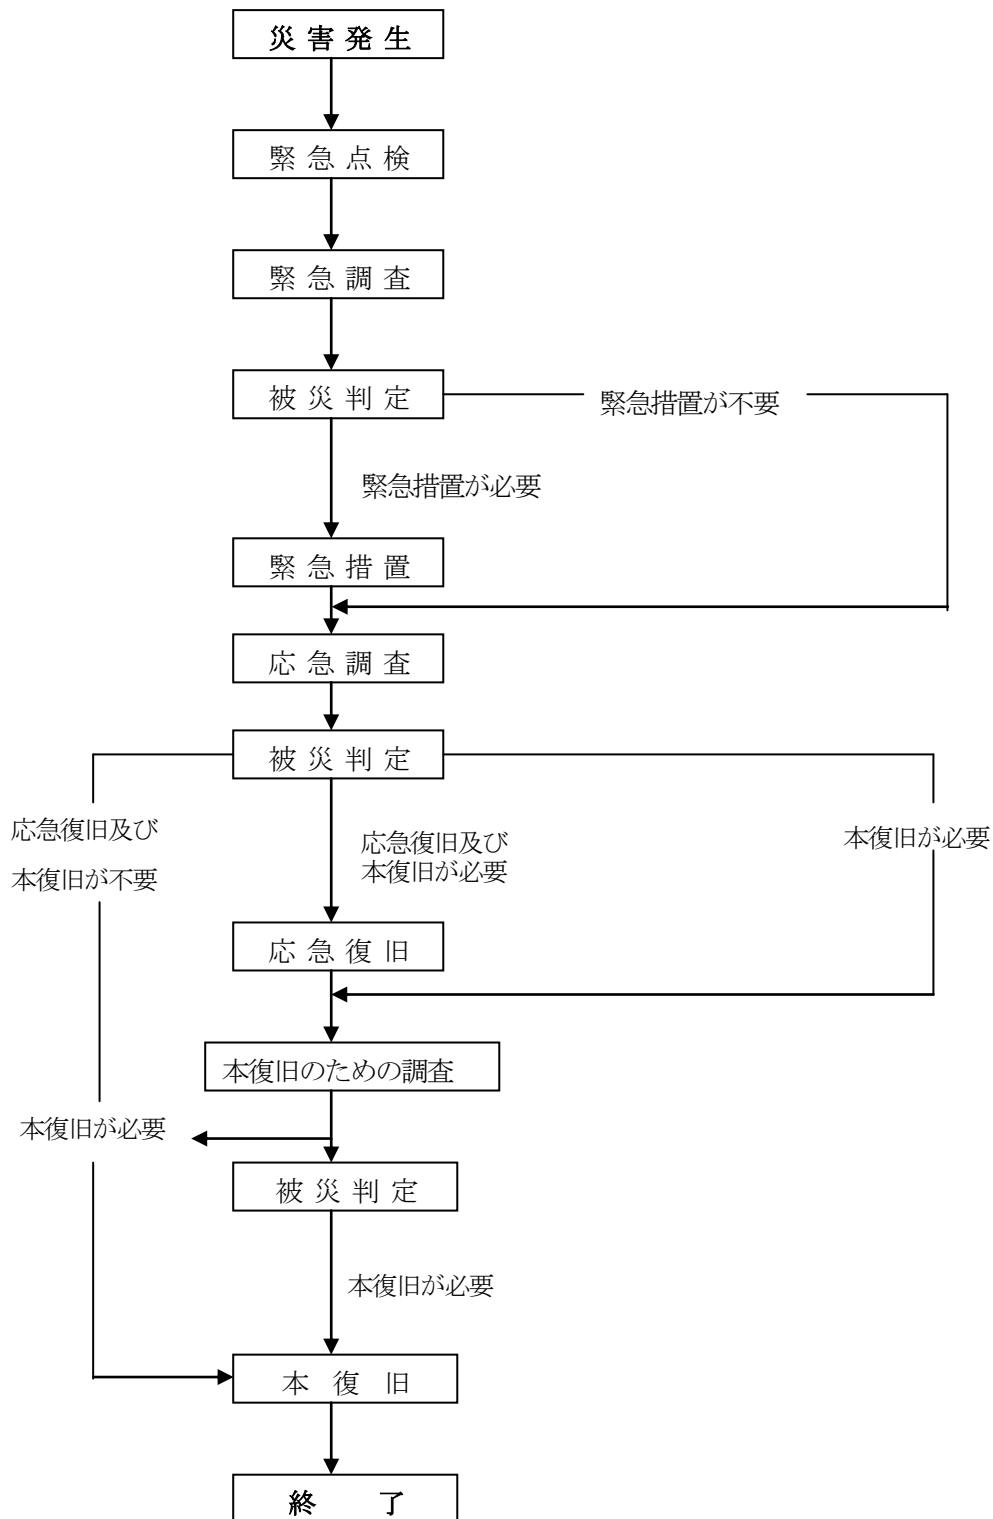 災害発生
緊急点検
緊急調査
被災判定
緊急措置が不要
緊急措置が必要
緊急措置
応急調査
被災判定
応急復旧及び
本復旧が不要
応急復旧及び
本復旧が必要
本復旧が必要
応急復旧
本復旧のための調査
本復旧が必要
被災判定
本復旧が必要
本復旧
終了